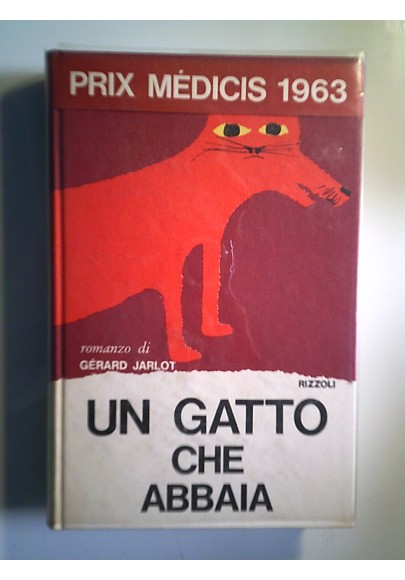 PRIX MÉDICIS 1963
romanzo di
GÉRARD JARLOT
RIZZOLI
UN GATTO
CHE
ABBAIA